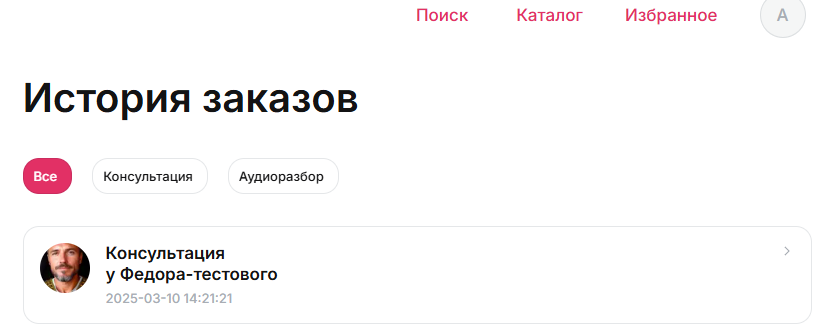 Поиск Каталог Избранное A
История заказов
Все Консультация Аудиоразбор
Консультация
у Федора-тестового
2025-03-10 14:21:21